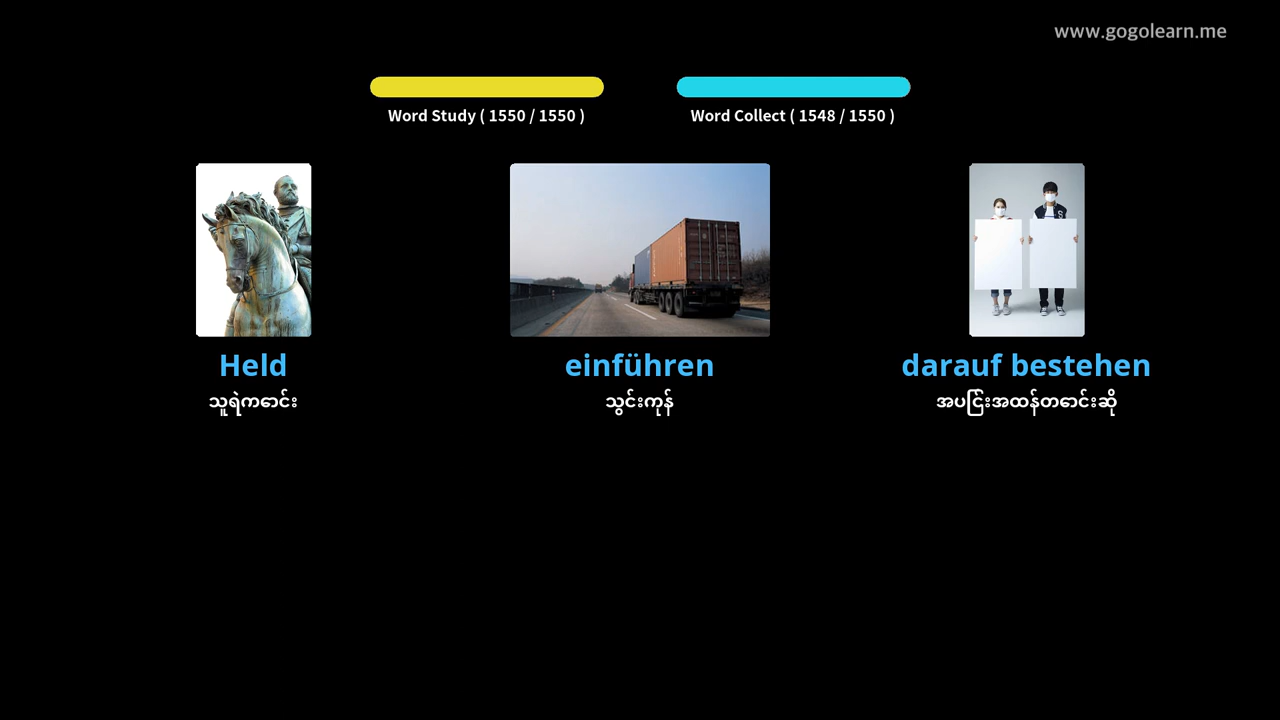 www.gogolearn.me
Word Study ( 1550 / 1550 )
Word Collect ( 1548 / 1550 )
Held
einführen
darauf bestehen
သူရဲကောင်း
သွင်းကုန်
အပြင်းအထန်တောင်းဆို